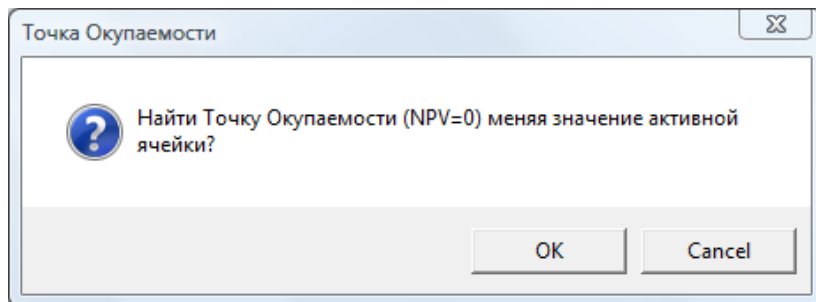 Точка Окупаемости
Найти Точку Окупаемости (NPV=0) меняя значение активной
ячейки?
OK
Cancel